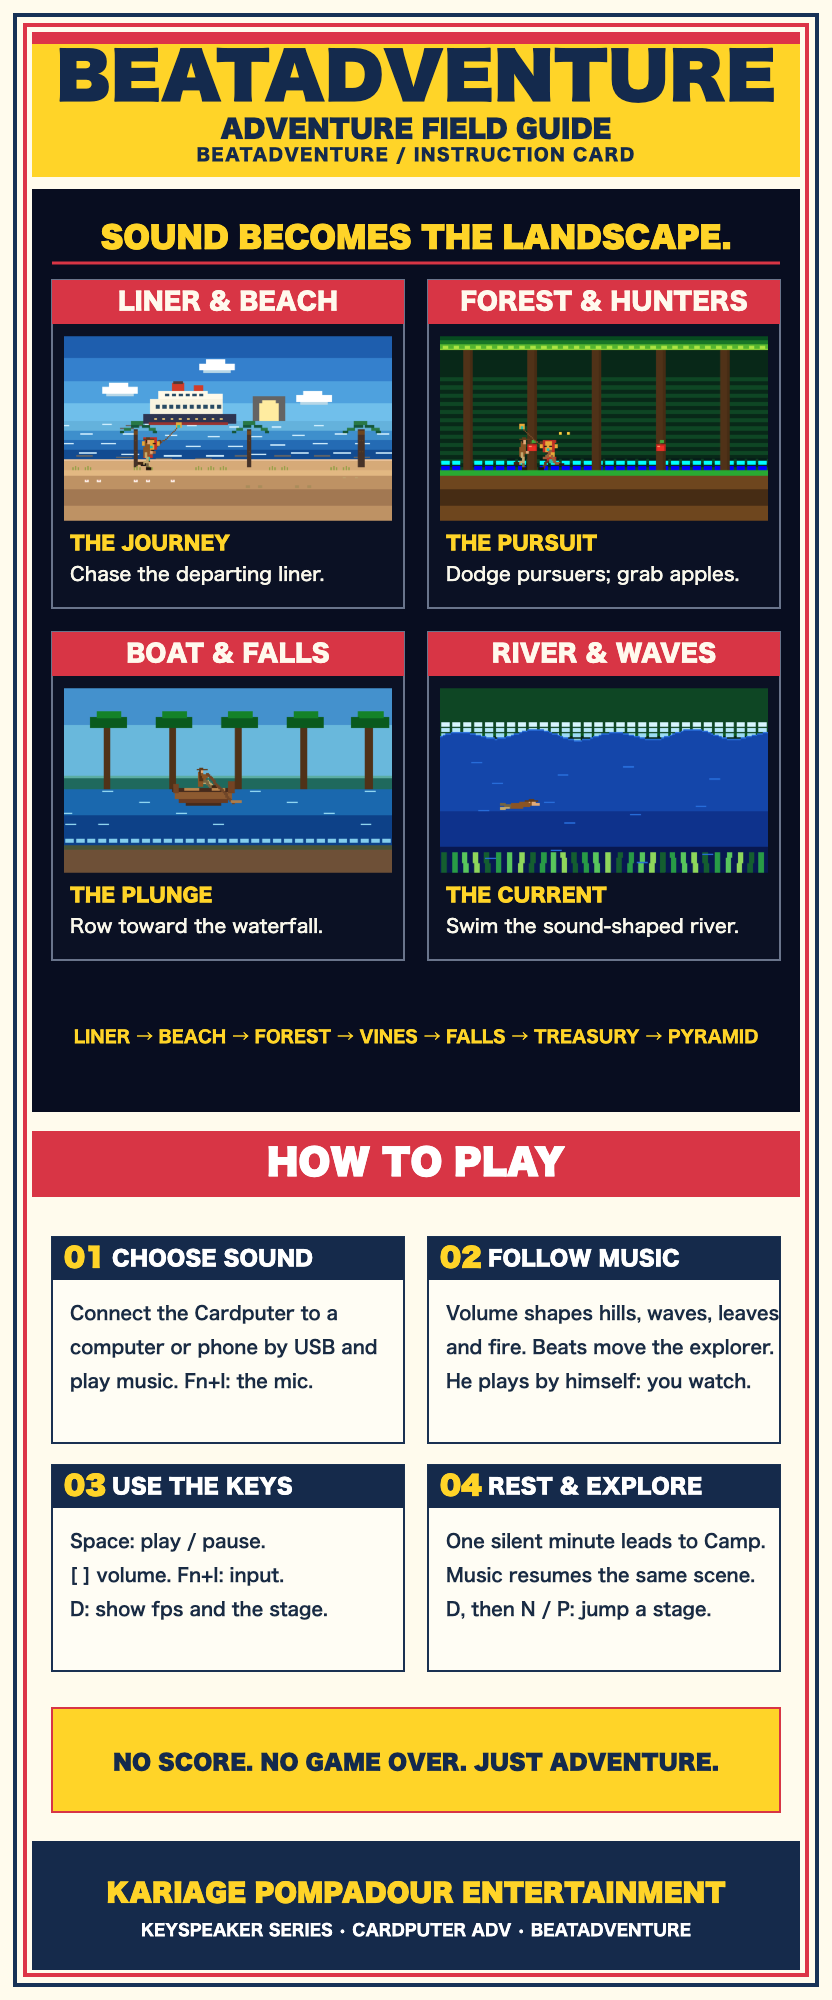 BEATADVENTURE
ADVENTURE FIELD GUIDE
BEATADVENTURE / INSTRUCTION CARD
SOUND BECOMES THE LANDSCAPE.
LINER & BEACH
THE JOURNEY
Chase the departing liner.
FOREST & HUNTERS
THE PURSUIT
Dodge pursuers; grab apples.
BOAT & FALLS
THE PLUNGE
Row toward the waterfall.
RIVER & WAVES
THE CURRENT
Swim the sound-shaped river.
LINER → BEACH → FOREST → VINES → FALLS → TREASURY → PYRAMID
HOW TO PLAY
01 CHOOSE SOUND
Connect the Cardputer to a
computer or phone by USB and
play music. Fn+I: the mic.
02 FOLLOW MUSIC
Volume shapes hills, waves, leaves
and fire. Beats move the explorer.
He plays by himself: you watch.
03 USE THE KEYS
Space: play / pause.
[ ] volume. Fn+I: input.
D: show fps and the stage.
04 REST & EXPLORE
One silent minute leads to Camp.
Music resumes the same scene.
D, then N / P: jump a stage.
NO SCORE. NO GAME OVER. JUST ADVENTURE.
KARIAGE POMPADOUR ENTERTAINMENT
KEYSPEAKER SERIES · CARDPUTER ADV · BEATADVENTURE